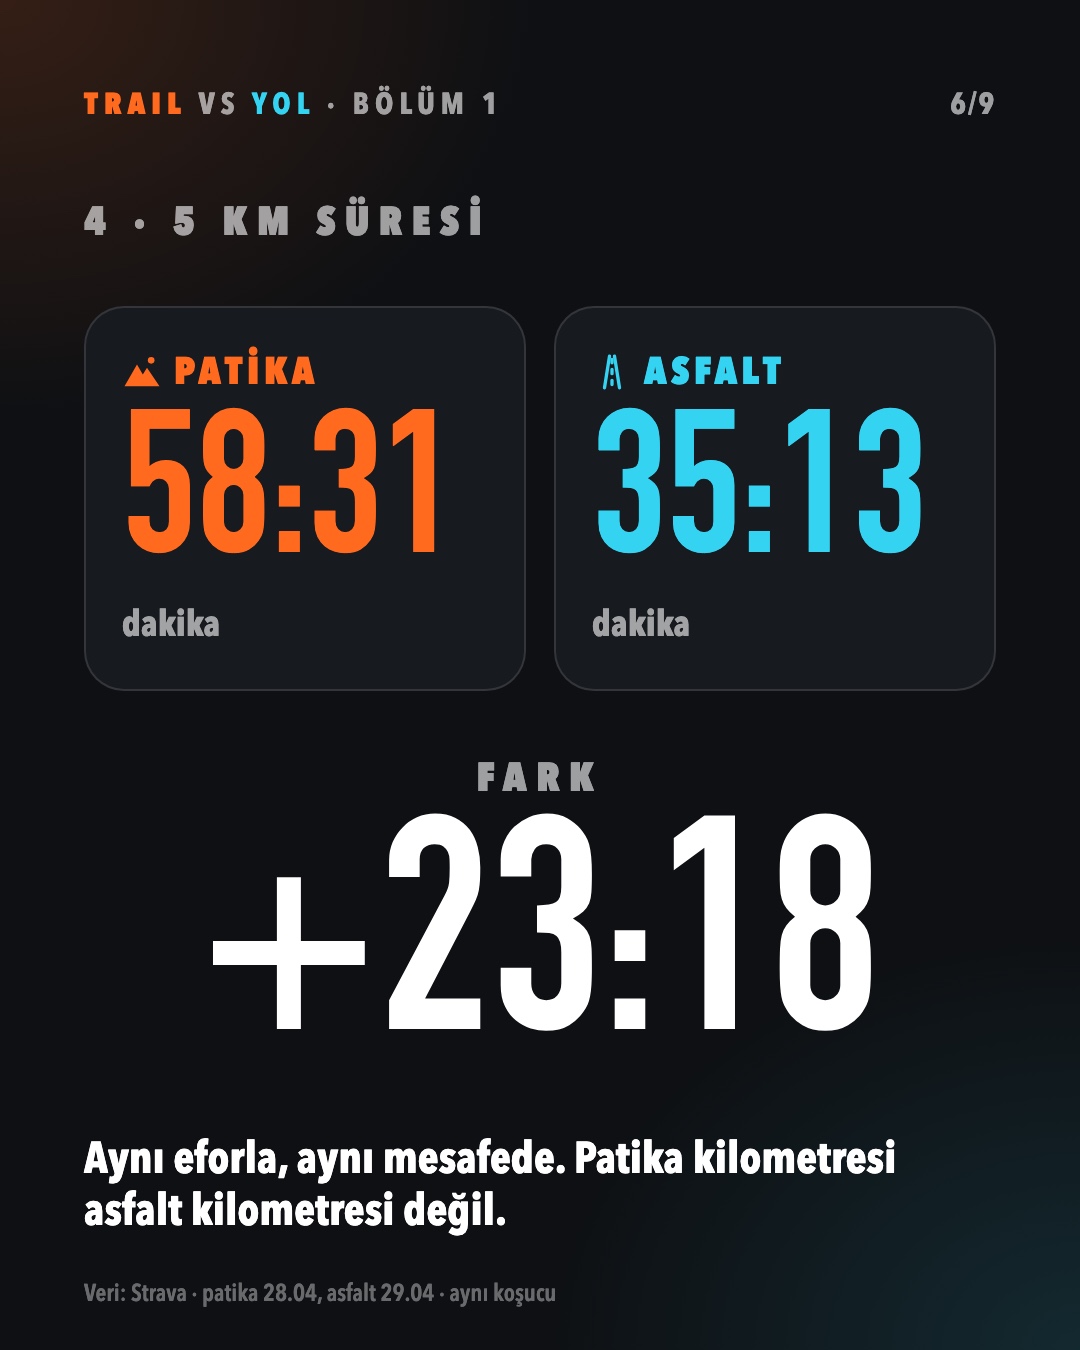 TRAIL VS YOL · BÖLÜM 1
6/9
4 · 5 KM SÜRESİ
PATİKA
58:31
dakika
ASFALT
35:13
dakika
FARK
+23:18
Aynı eforla, aynı mesafede. Patika kilometresi
asfalt kilometresi değil.
Veri: Strava · patika 28.04, asfalt 29.04 · aynı koşucu